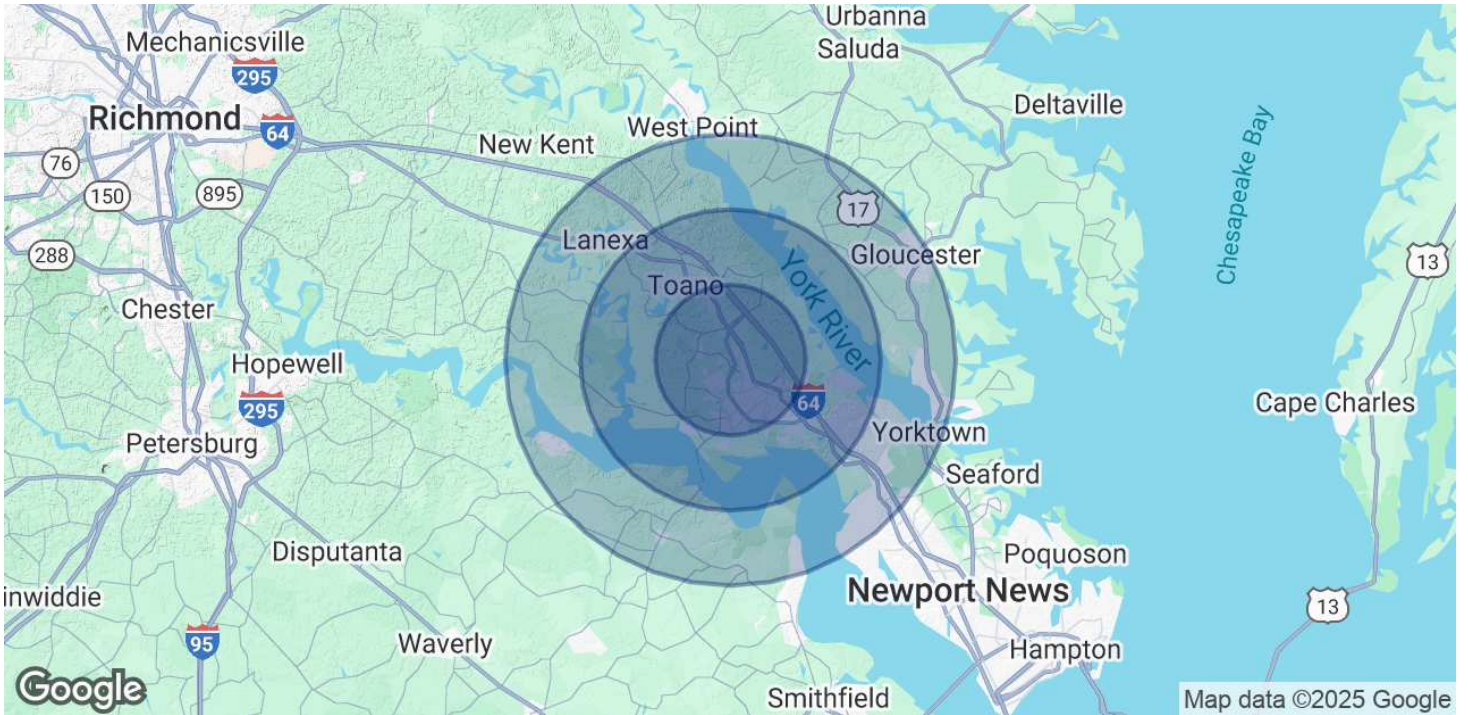 Urbanna
Mechanicsville
Saluda
295
Deltaville
Richmond
64
West Point
New Kent
76
150
895
17
Chesapeake Bay
288
Lanexa
Gloucester
13
Toano
York River
Chester
Hopewell
64
295
Cape Charles
Petersburg
Yorktown
Seaford
Disputanta
Poquoson
inwiddie
Newport News
13
95
Waverly
Hampton
Google
Smithfield
Map data ©2025 Google